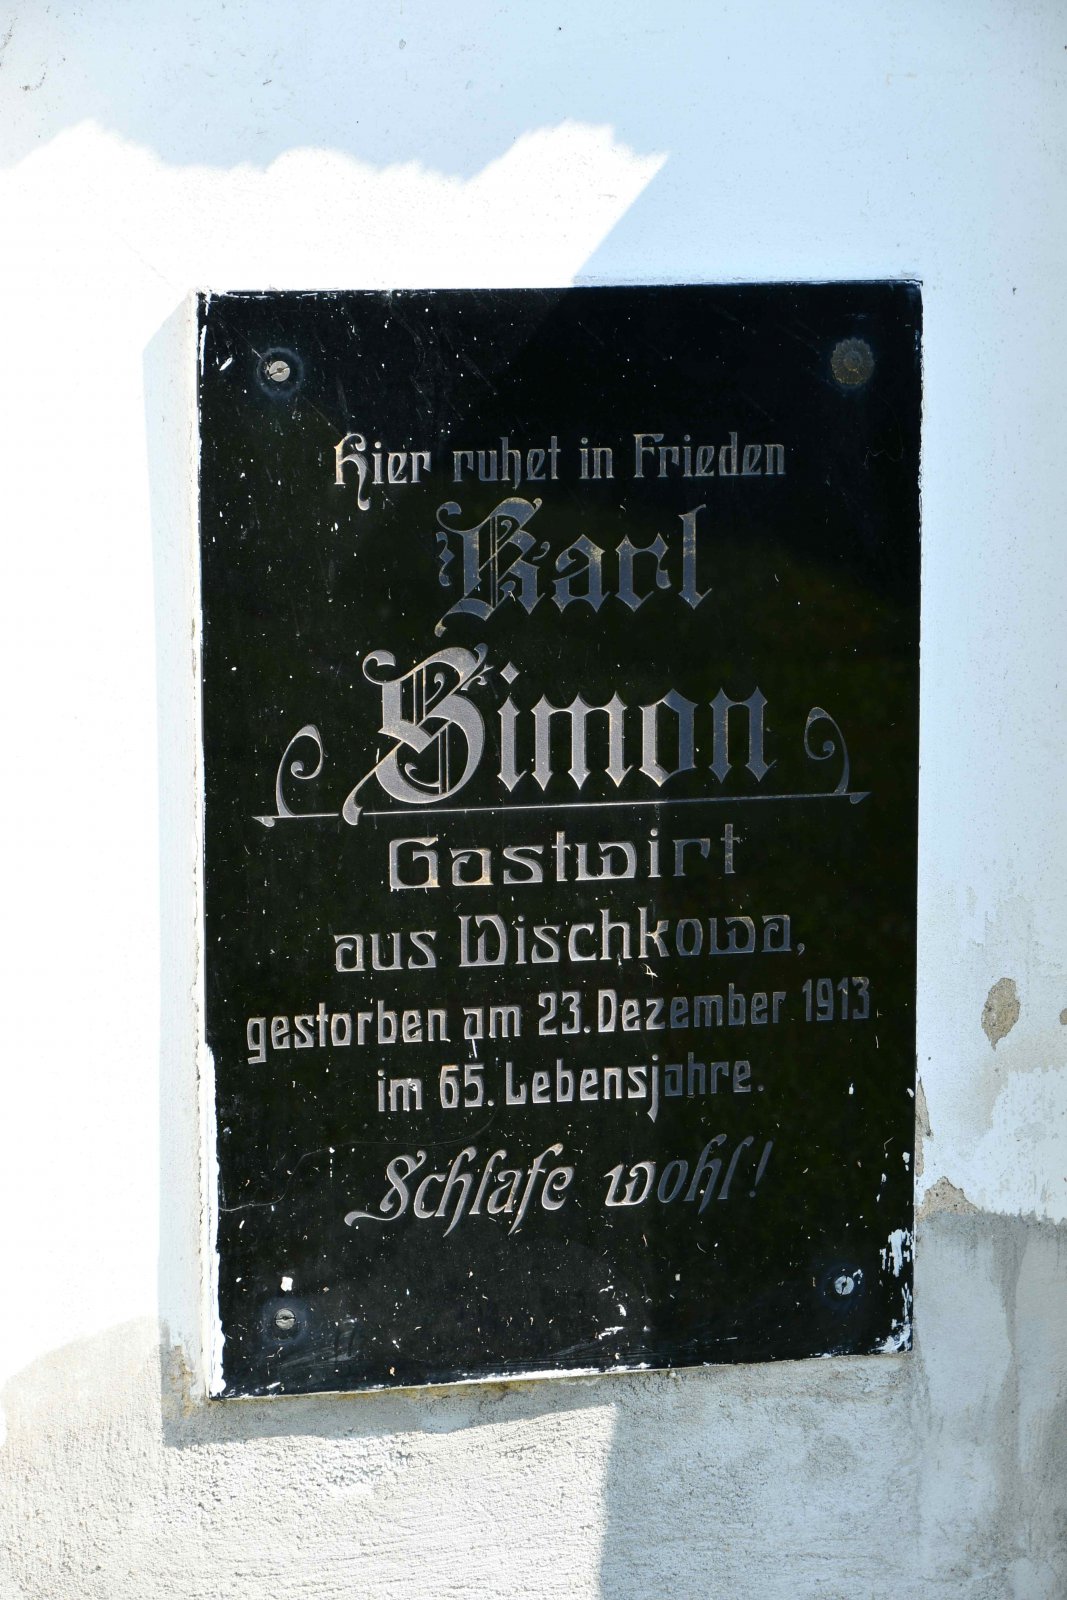 Hier ruhet in Frieden
Karl
Simon
Gastwirt
aus Wischkowa,
gestorben am 23. Dezember 1913
im 65. Lebensjahre.
Schlafe wohl!